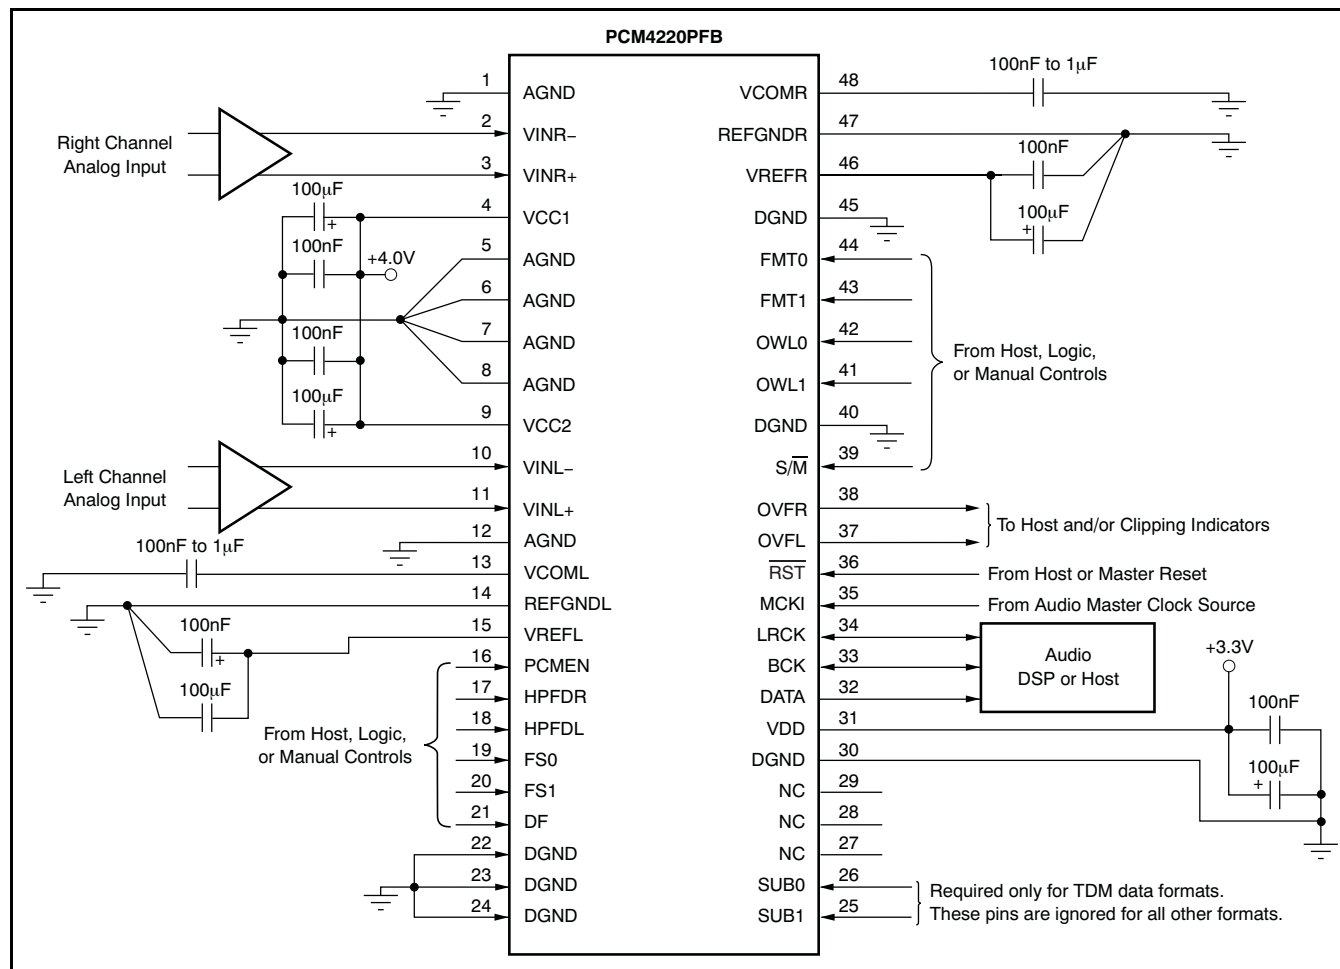 PCM4220PFB
1
AGND
Right Channel
Analog Input
2
VINR−
3
VINR+
100μF
+
4
VCC1
100nF
+4.0V
5
AGND
6
AGND
100nF
7
AGND
8
AGND
100μF
+
9
VCC2
Left Channel
Analog Input
10
VINL−
11
VINL+
12
AGND
100nF to 1μF
13
VCOML
14
REFGNDL
100nF
+
15
VREFL
100μF
16
PCMEN
17
HPFDR
From Host, Logic,
or Manual Controls
18
HPFDL
19
FS0
20
FS1
21
DF
22
DGND
23
DGND
24
DGND
100nF to 1μF
48
VCOMR
47
REFGNDR
100nF
46
VREFR
100μF
+
45
DGND
44
FMT0
43
FMT1
42
OWL0
From Host, Logic,
or Manual Controls
41
OWL1
40
DGND
39
S/M̅
38
OVFR
To Host and/or Clipping Indicators
37
OVFL
36
R̅S̅T̅
From Host or Master Reset
35
MCKI
From Audio Master Clock Source
34
LRCK
Audio
DSP or Host
33
BCK
32
DATA
+3.3V
100nF
31
VDD
100μF
+
30
DGND
29
NC
28
NC
27
NC
26
SUB0
Required only for TDM data formats.
These pins are ignored for all other formats.
25
SUB1